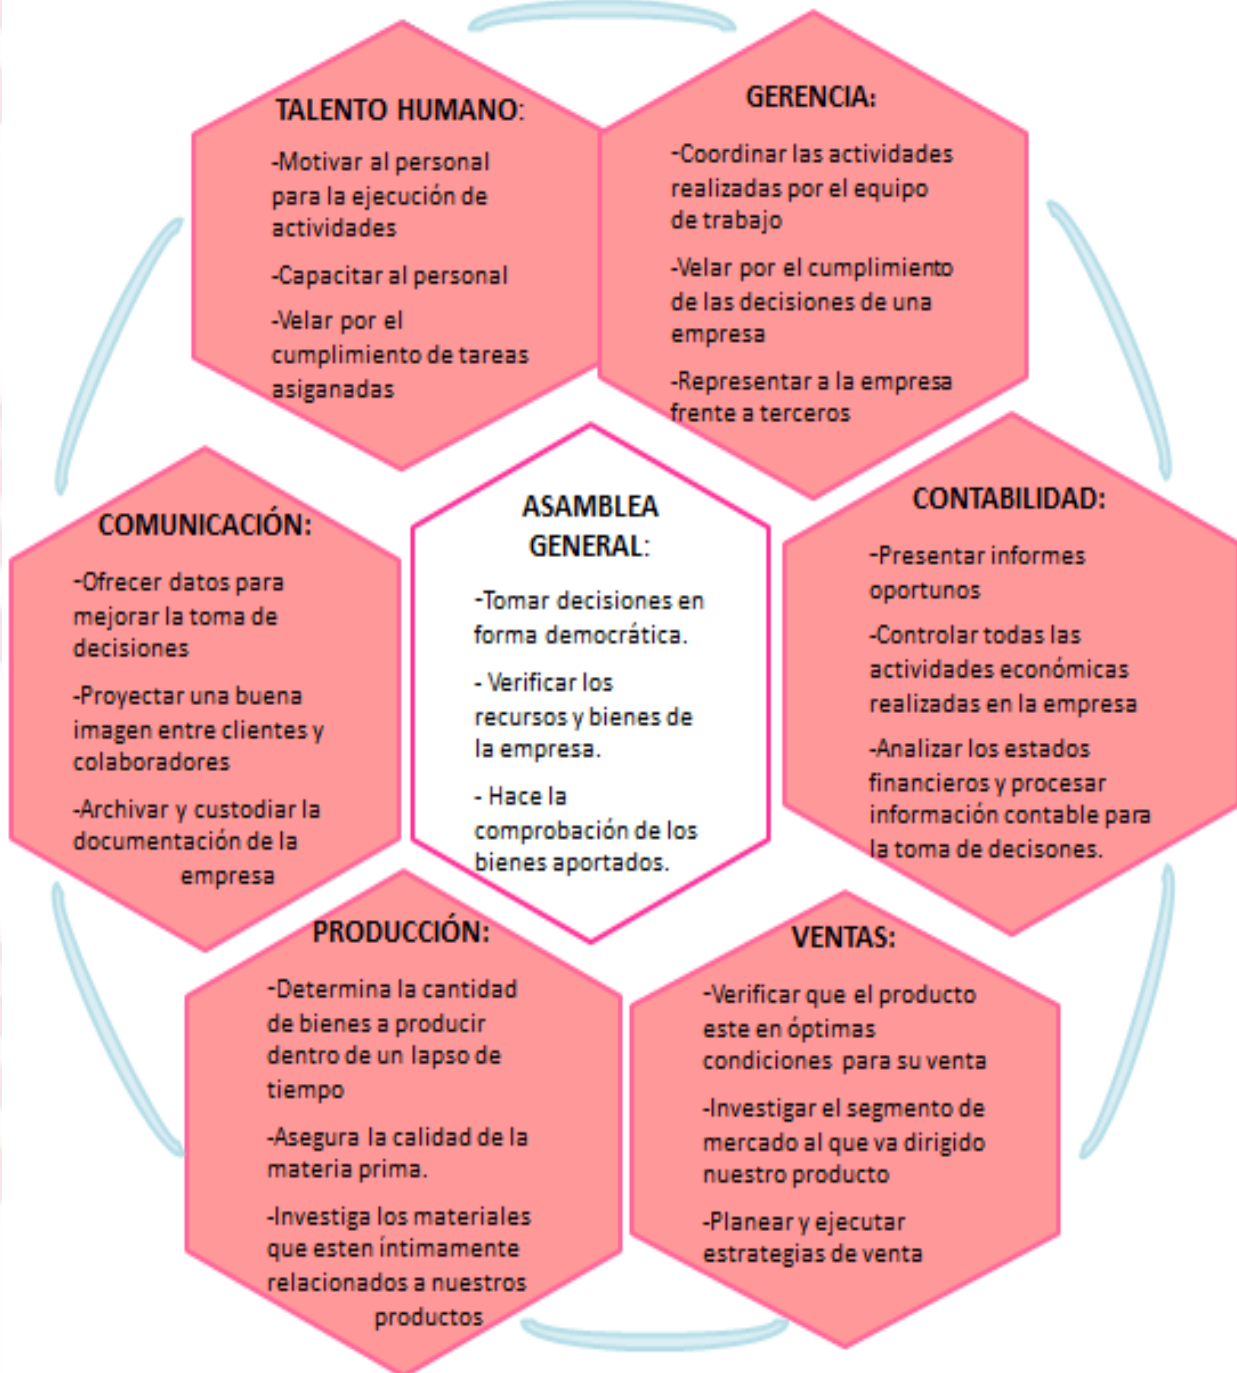 TALENTO HUMANO:
-Motivar al personal
para la ejecución de
actividades
-Capacitar al personal
-Velar por el
cumplimiento de tareas
asiganadas
GERENCIA:
-Coordinar las actividades
realizadas por el equipo
de trabajo
-Velar por el cumplimiento
de las decisiones de una
empresa
-Representar a la empresa
frente a terceros
COMUNICACIÓN:
-Ofrecer datos para
mejorar la toma de
decisiones
-Proyectar una buena
imagen entre clientes y
colaboradores
-Archivar y custodiar la
documentación de la
empresa
ASAMBLEA
GENERAL:
-Tomar decisiones en
forma democrática.
- Verificar los
recursos y bienes de
la empresa.
- Hace la
comprobación de los
bienes aportados.
CONTABILIDAD:
-Presentar informes
oportunos
-Controlar todas las
actividades económicas
realizadas en la empresa
-Analizar los estados
financieros y procesar
información contable para
la toma de decisones.
PRODUCCIÓN:
-Determina la cantidad
de bienes a producir
dentro de un lapso de
tiempo
-Asegura la calidad de la
materia prima.
-Investiga los materiales
que esten íntimamente
relacionados a nuestros
productos
VENTAS:
-Verificar que el producto
este en óptimas
condiciones para su venta
-Investigar el segmento de
mercado al que va dirigido
nuestro producto
-Planear y ejecutar
estrategias de venta